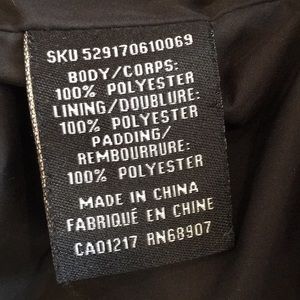 SKU 529170610069
BODY/CORPS:
100% POLYESTER
LINING/DOUBLURE:
100% POLYESTER
PADDING/
REMBOURRURE:
100% POLYESTER
MADE IN CHINA
FABRIQUÉ EN CHINE
CA01217 RN68907